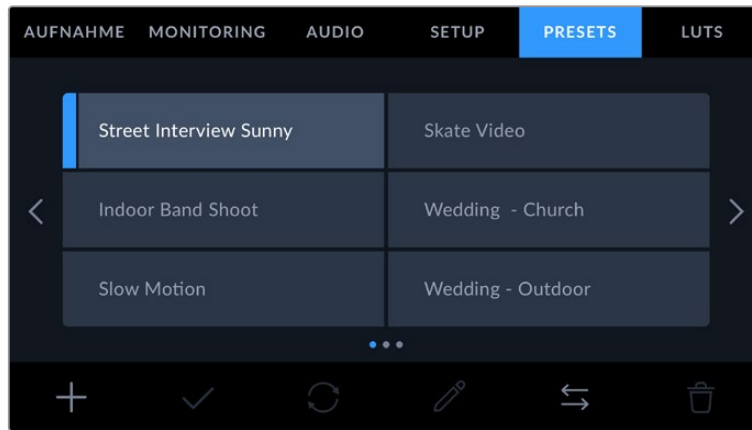 AUFNAHME MONITORING AUDIO SETUP PRESETS LUTS
Street Interview Sunny Skate Video
Indoor Band Shoot Wedding - Church
Slow Motion Wedding - Outdoor